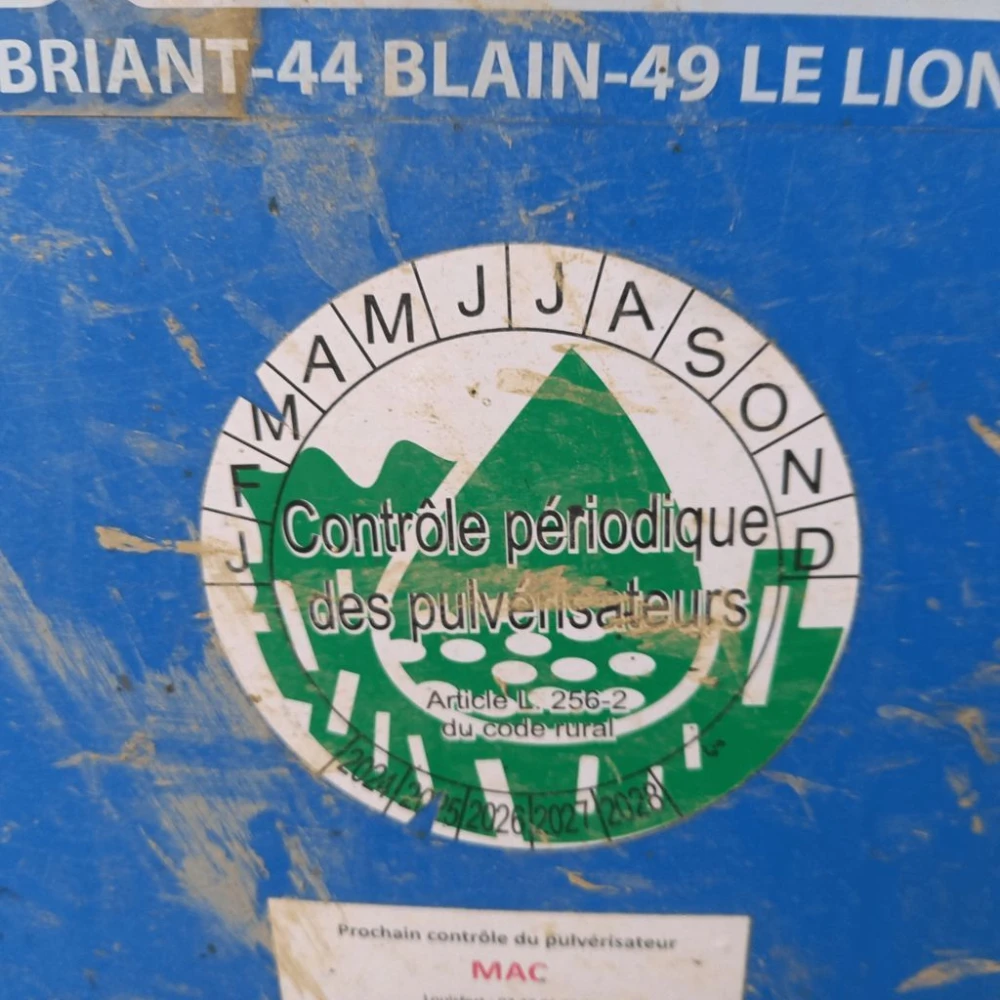 BRIANT-44 BLAIN-49 LE LION
J F M A M J J A S O N D
Contrôle périodique
des pulvérisateurs
Article L. 256-2
du code rural
2024 2025 2026 2027 2028
Prochain contrôle du pulvérisateur
MAC